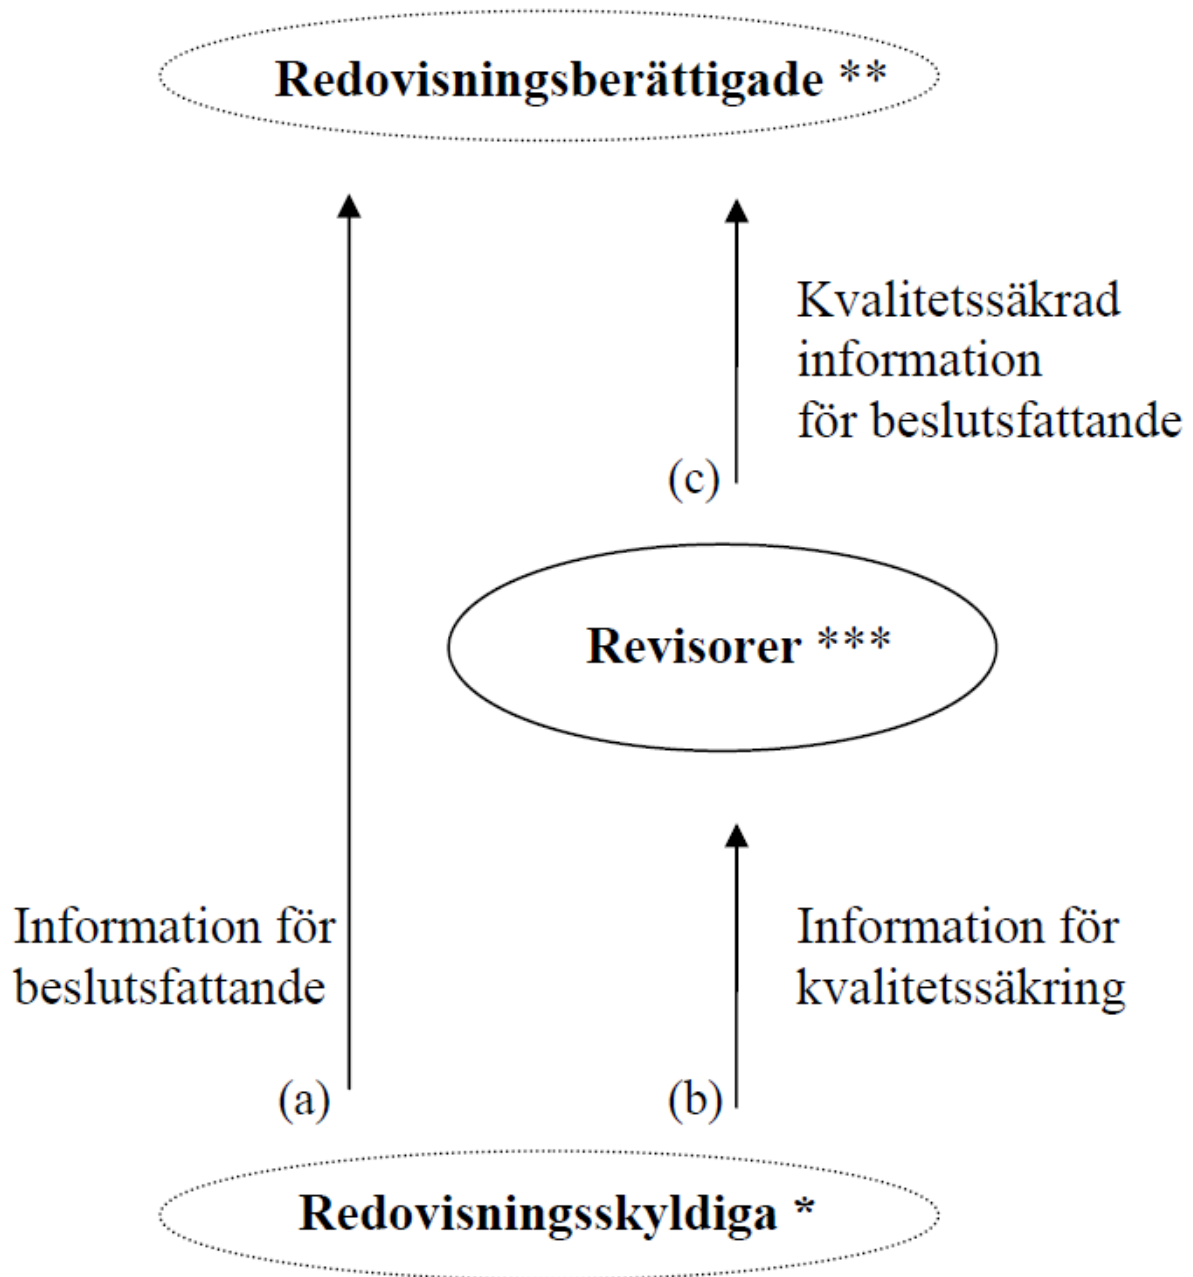 Redovisningsberättigade **
Kvalitetssäkrad
information
för beslutsfattande
(c)
Revisorer ***
Information för
beslutsfattande
Information för
kvalitetssäkring
(a)
(b)
Redovisningsskyldiga *